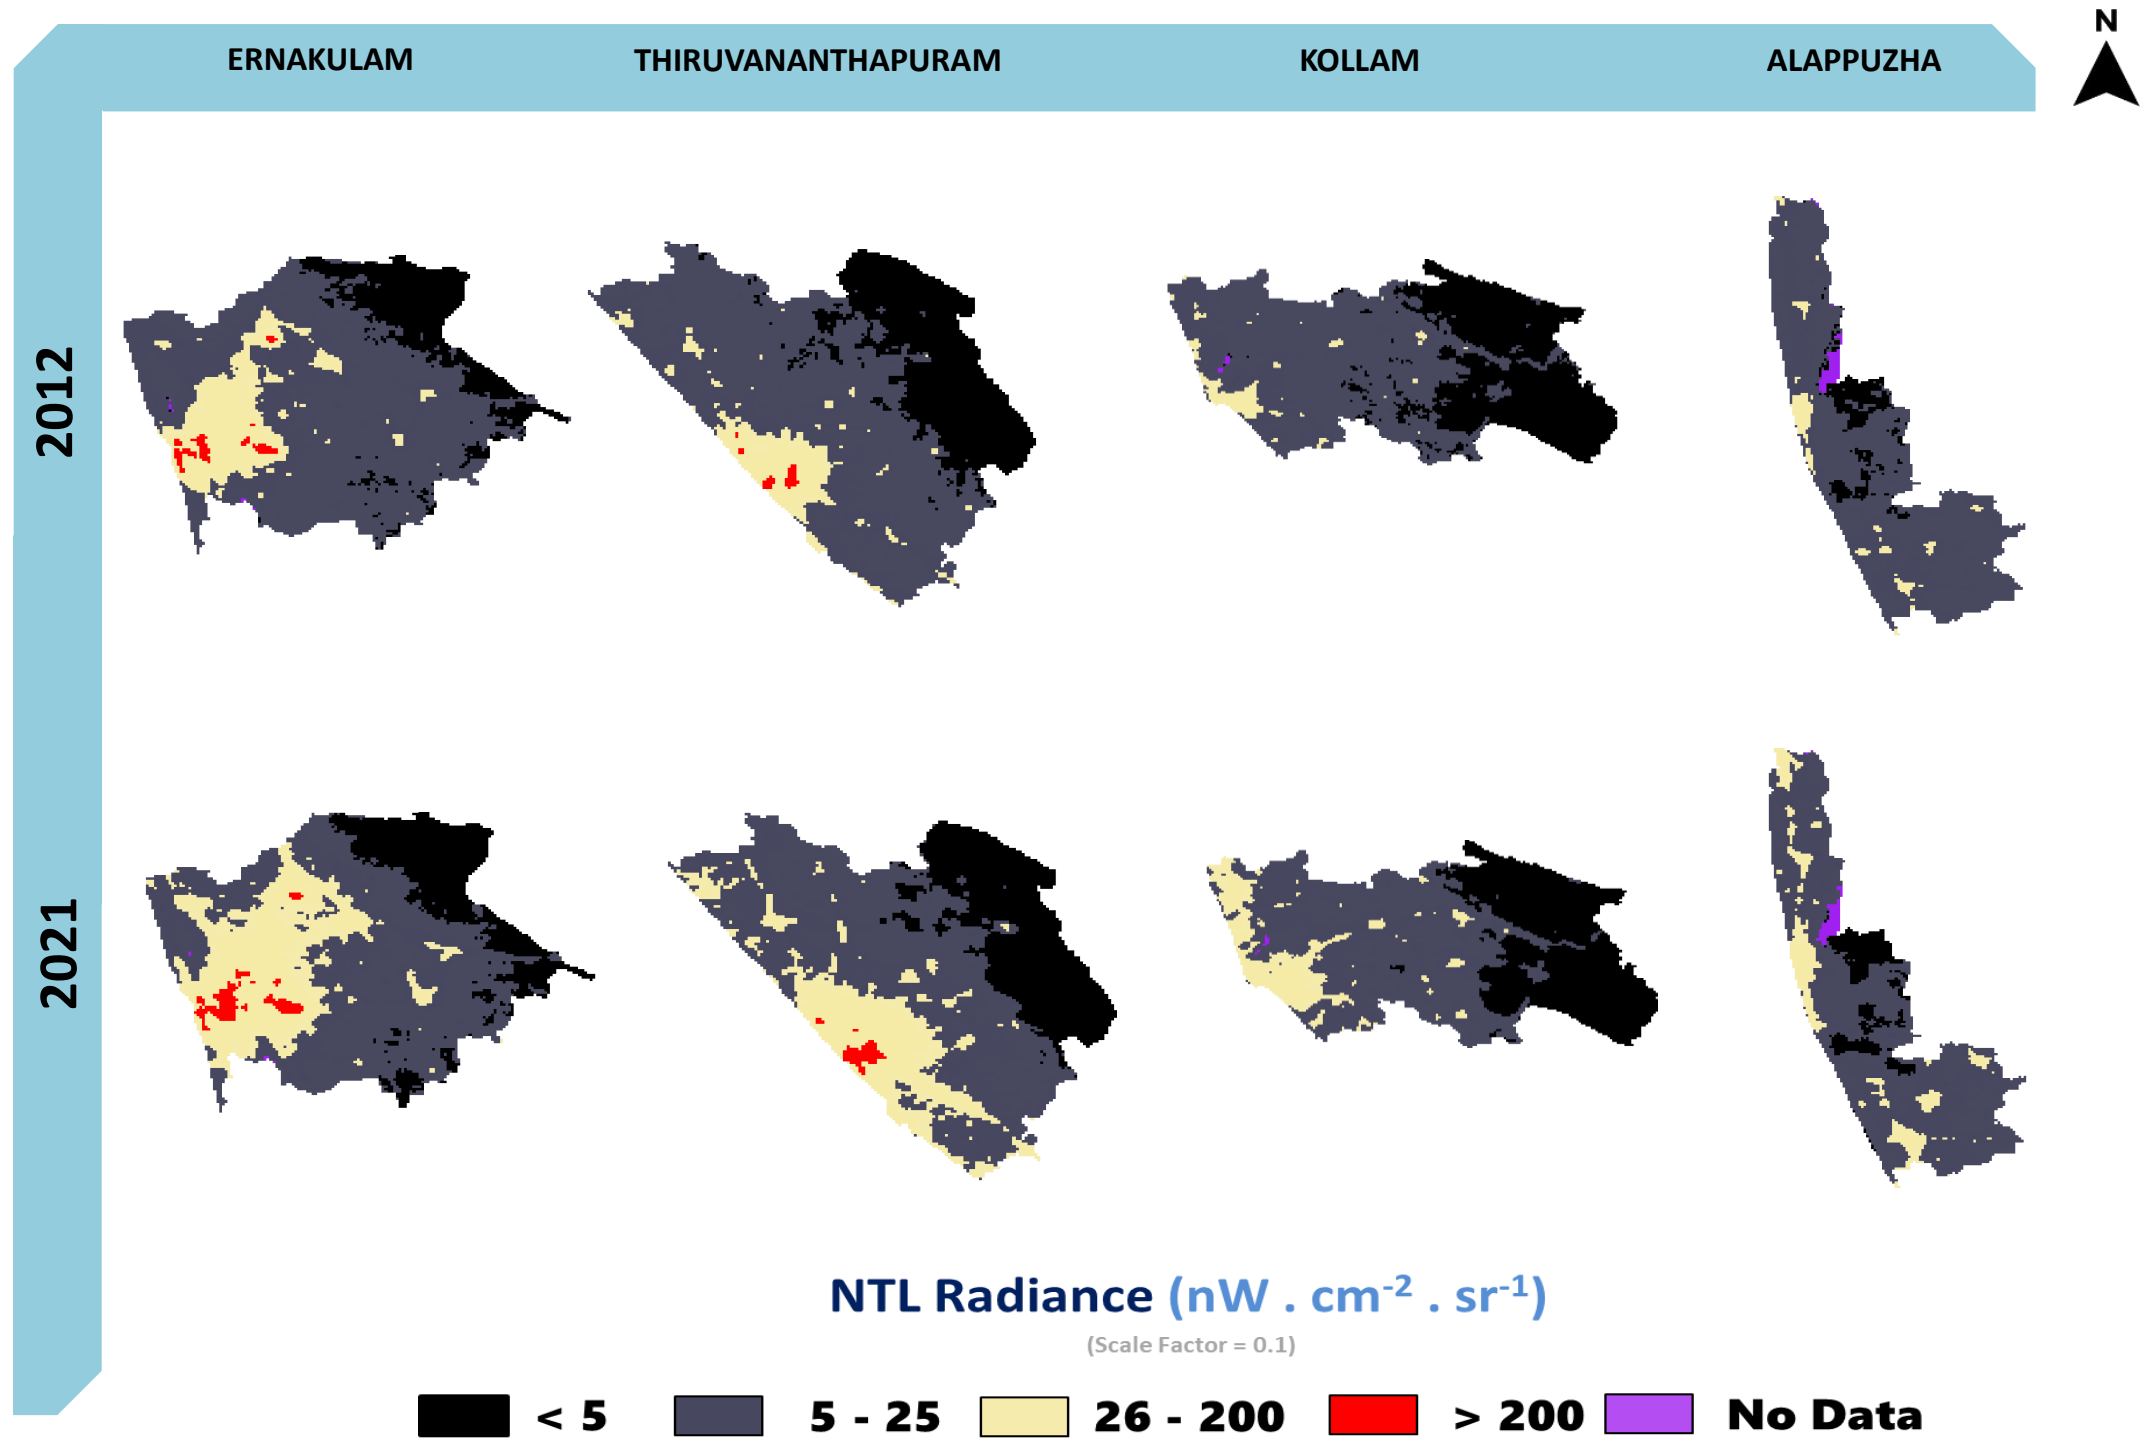 N
ERNAKULAM THIRUVANANTHAPURAM KOLLAM ALAPPUZHA
2012
2021
NTL Radiance (nW . cm-2 . sr-1)
(Scale Factor = 0.1)
< 5 5 - 25 26 - 200 > 200 No Data